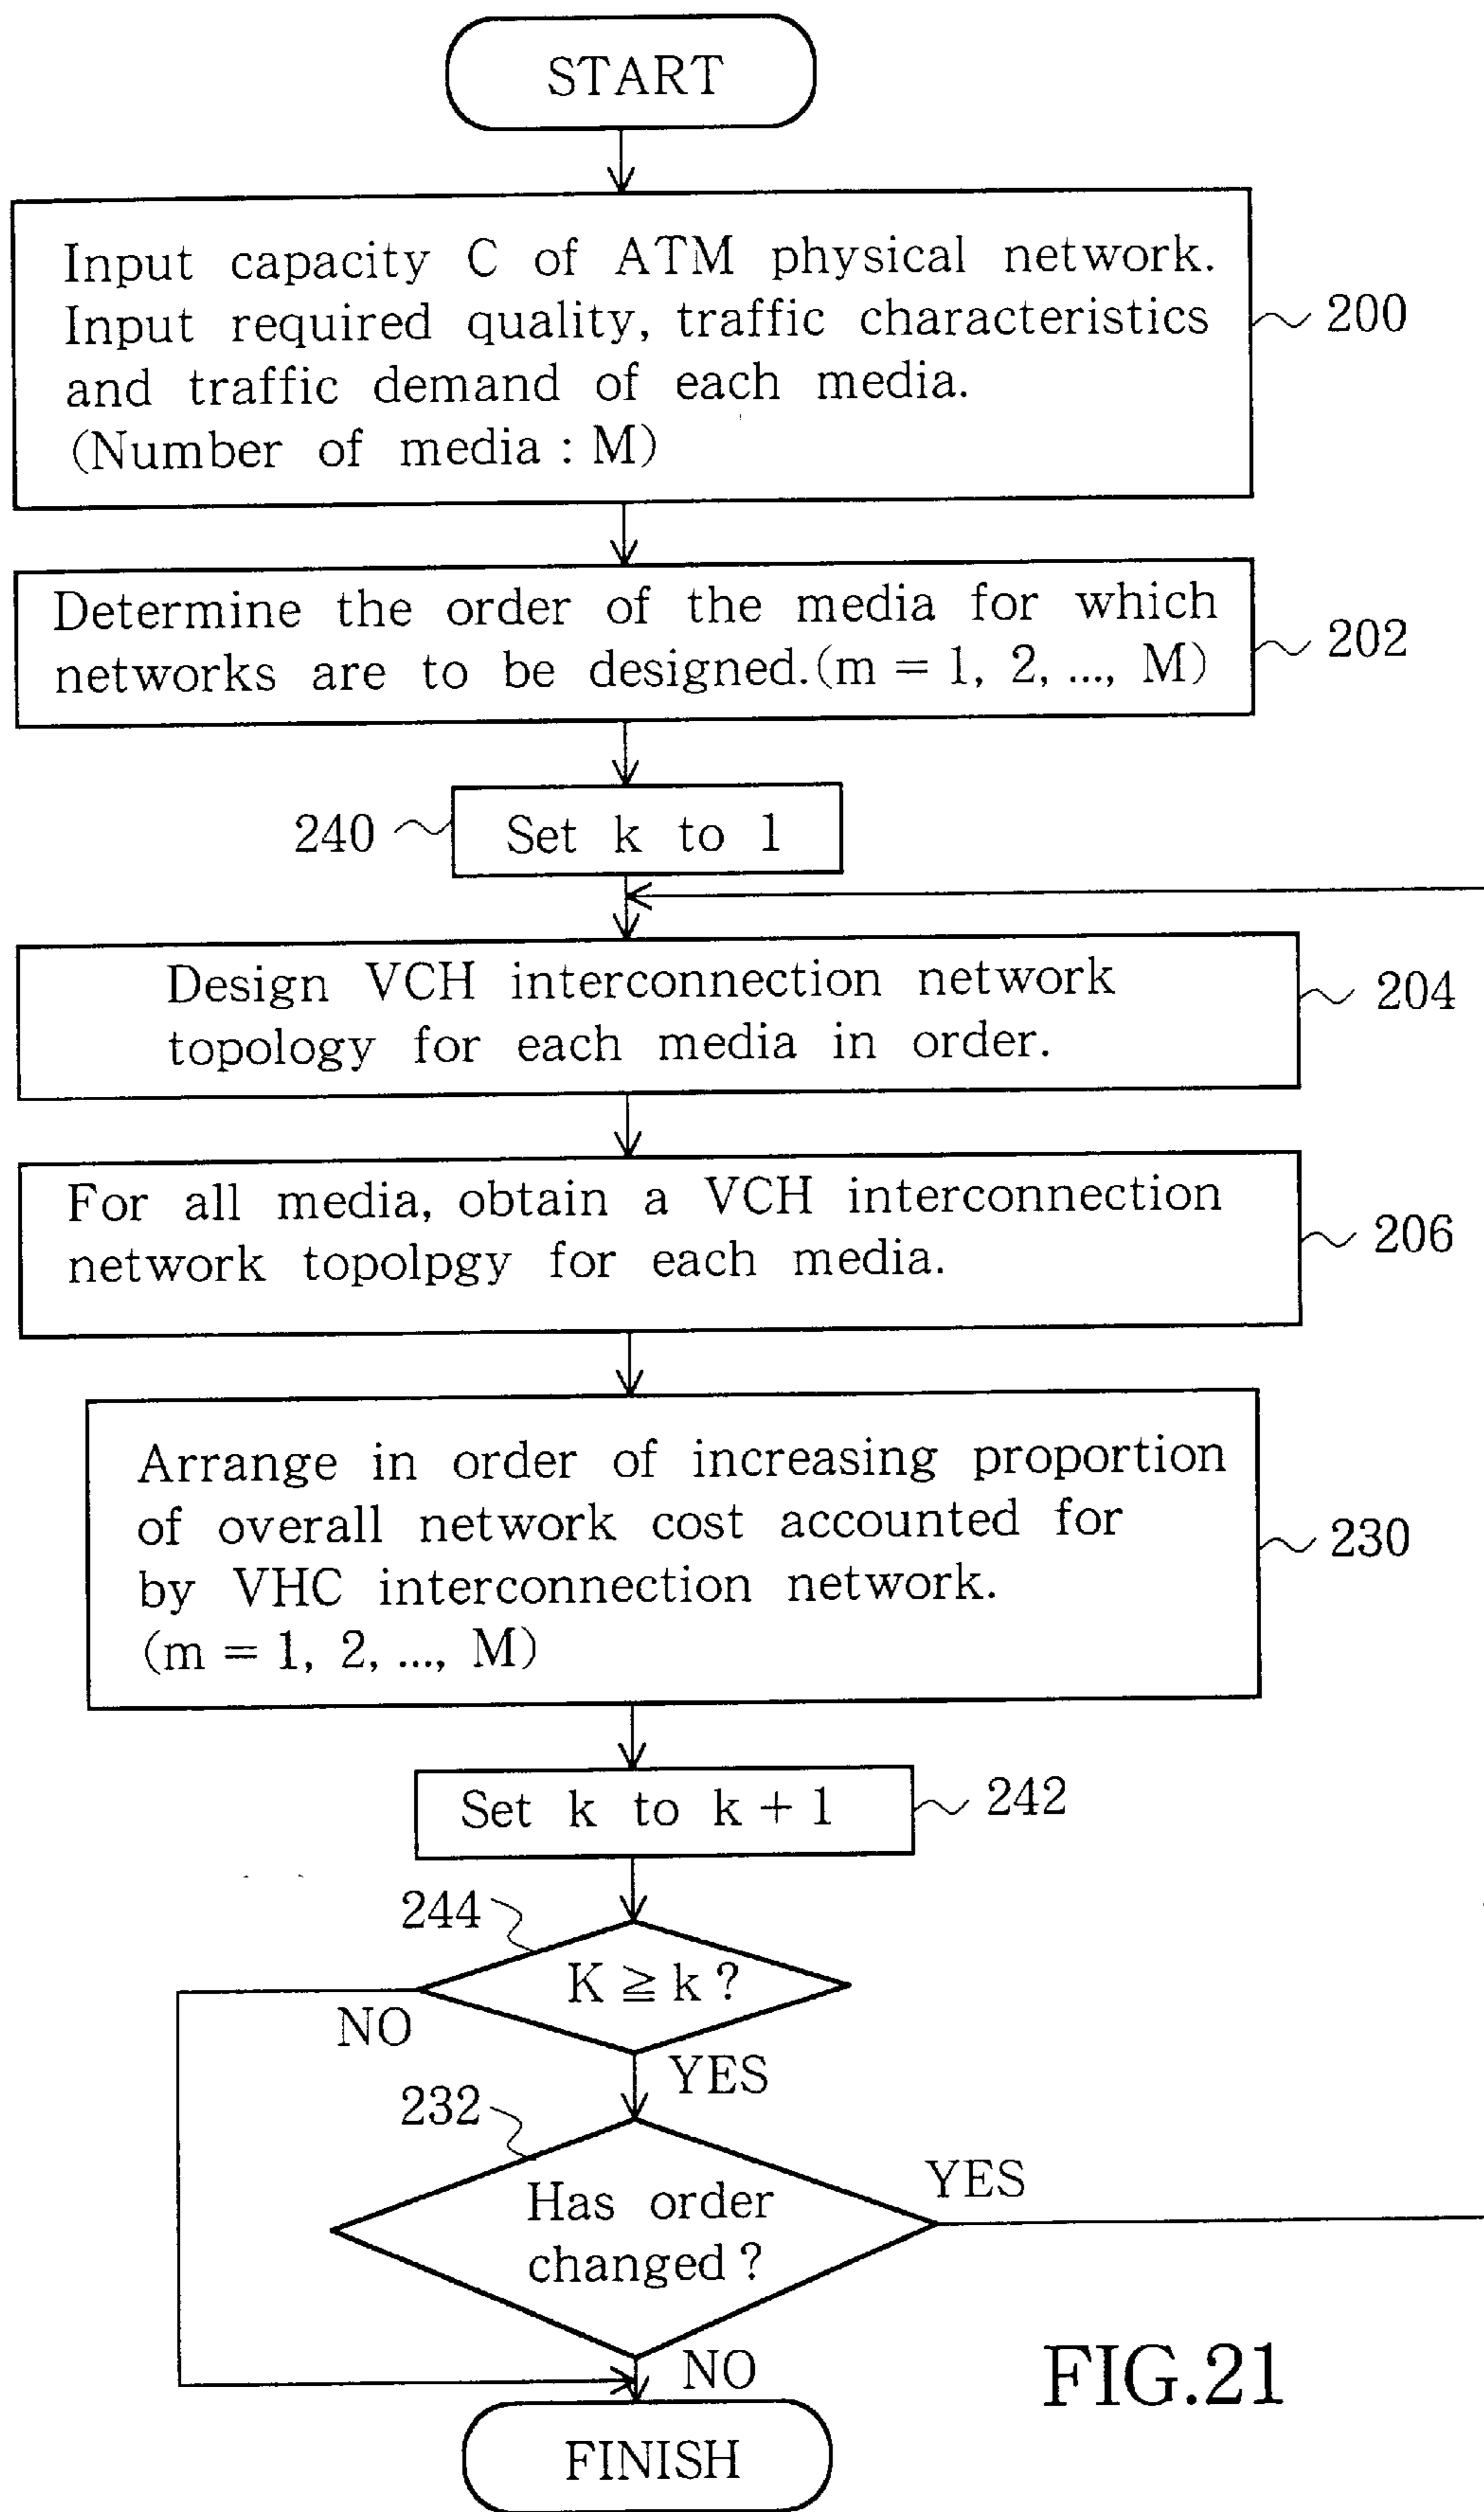 START
Input capacity C of ATM physical network.
Input required quality, traffic characteristics
and traffic demand of each media.
(Number of media : M)
200
Determine the order of the media for which
networks are to be designed.(m = 1, 2, ..., M)
202
240
Set k to 1
Design VCH interconnection network
topology for each media in order.
204
For all media, obtain a VCH interconnection
network topolpgy for each media.
206
Arrange in order of increasing proportion
of overall network cost accounted for
by VHC interconnection network.
(m = 1, 2, ..., M)
230
Set k to k + 1
242
244
K ≧ k ?
NO
YES
232
Has order
changed ?
YES
NO
FIG.21
FINISH